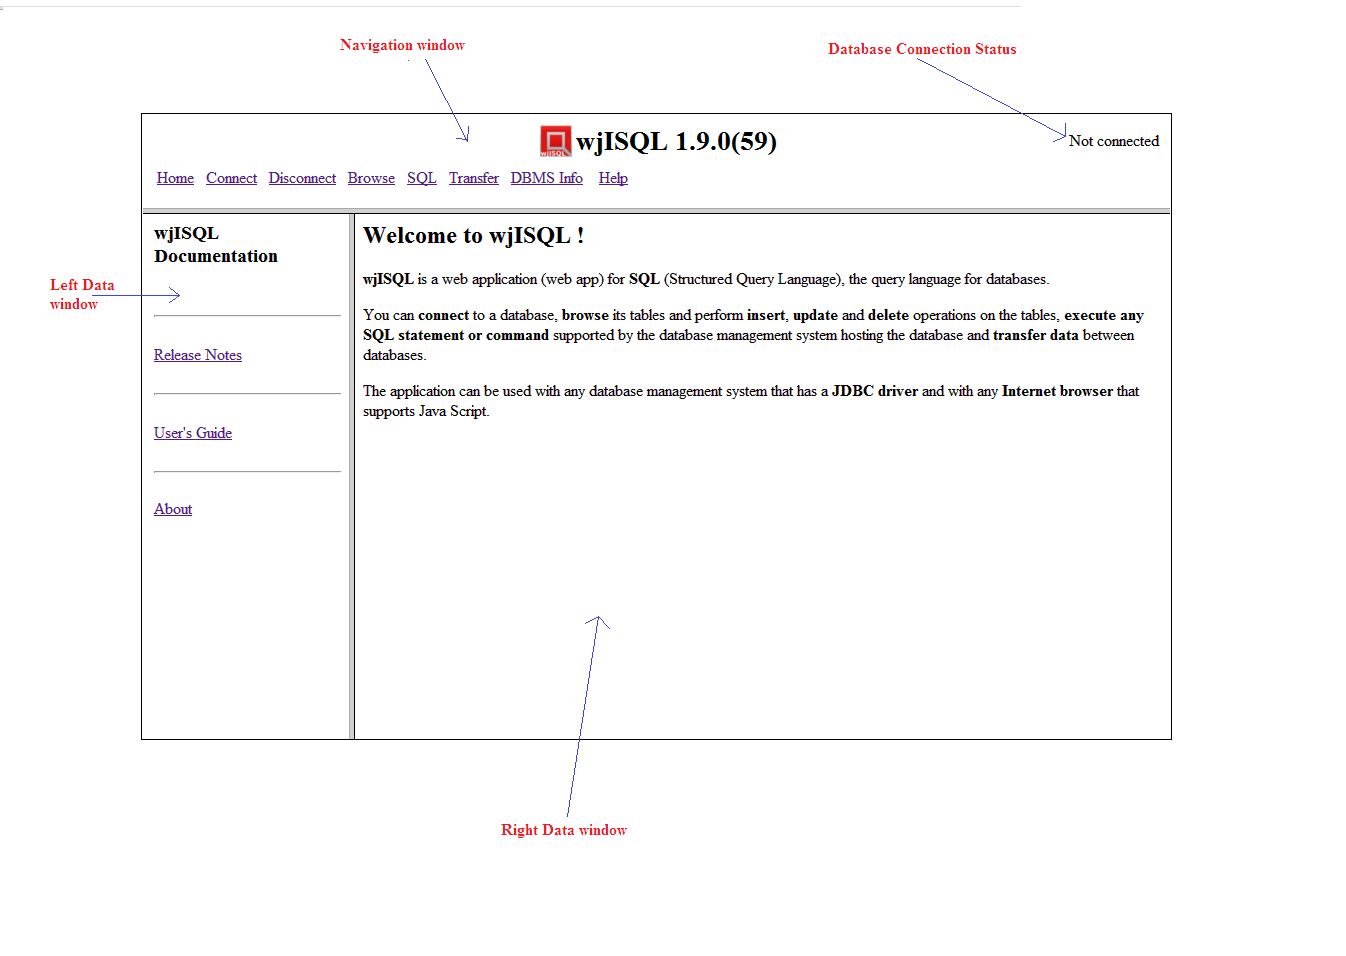 Navigation window
Database Connection Status
wjISQL
wjISQL 1.9.0(59)
Not connected
Home Connect Disconnect Browse SQL Transfer DBMS Info Help
wjISQL
Documentation
Left Data
window
Release Notes
User's Guide
About
Welcome to wjISQL !
wjISQL is a web application (web app) for SQL (Structured Query Language), the query language for databases.
You can connect to a database, browse its tables and perform insert, update and delete operations on the tables, execute any
SQL statement or command supported by the database management system hosting the database and transfer data between
databases.
The application can be used with any database management system that has a JDBC driver and with any Internet browser that
supports Java Script.
Right Data window